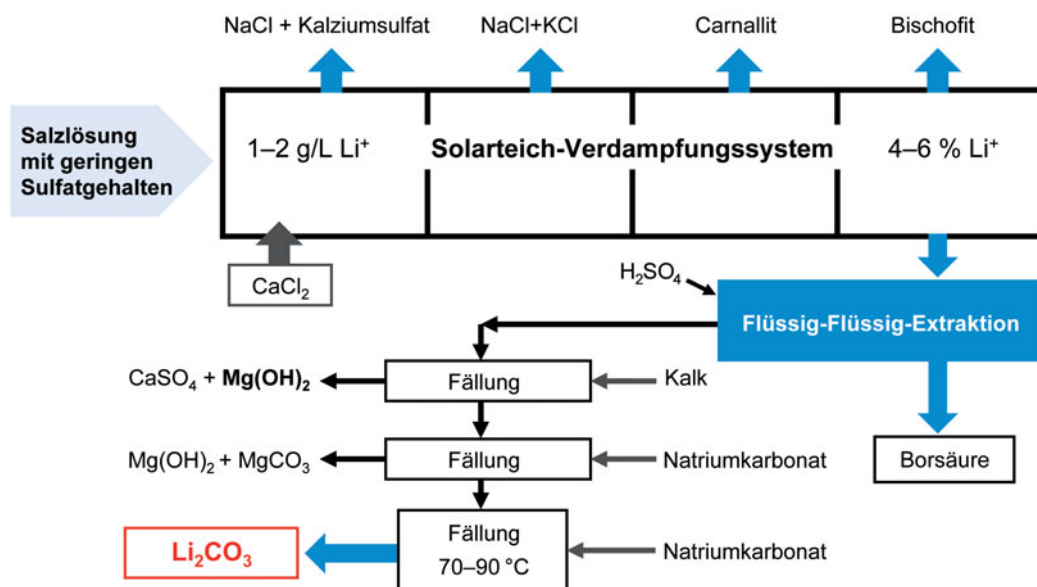 NaCl + Kalziumsulfat
NaCl+KCl
Carnallit
Bischofit
Salzlösung
mit geringen
Sulfatgehalten
1–2 g/L Li⁺
Solarteich-Verdampfungssystem
4–6 % Li⁺
CaCl₂
H₂SO₄
Flüssig-Flüssig-Extraktion
CaSO₄ + Mg(OH)₂
Fällung
Kalk
Mg(OH)₂ + MgCO₃
Fällung
Natriumkarbonat
Borsäure
Li₂CO₃
Fällung
70–90 °C
Natriumkarbonat